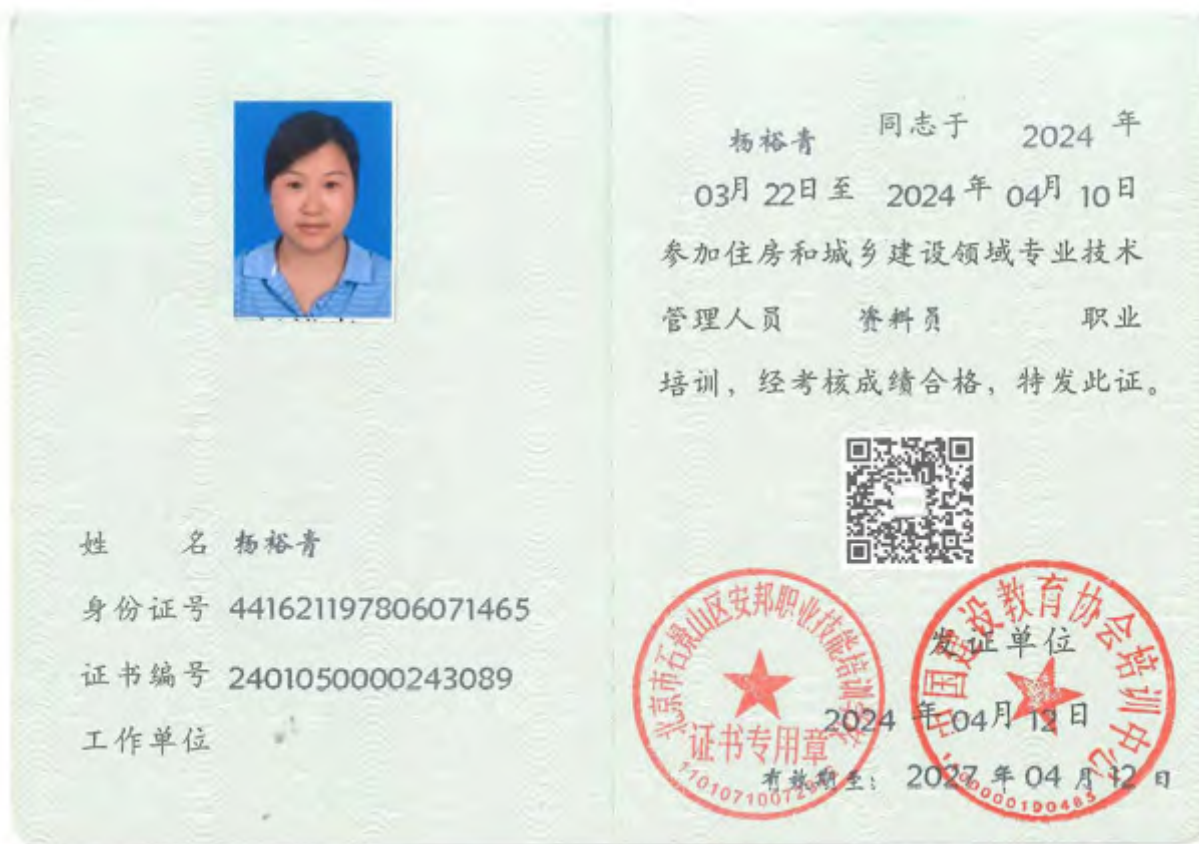 姓 名 杨裕青
身份证号 441621197806071465
证书编号 2401050000243089
工作单位
杨裕青 同志于 2024 年
03月 22日至 2024 年 04月 10日
参加住房和城乡建设领域专业技术
管理人员 资料员 职业
培训，经考核成绩合格，特发此证。
发证单位
2024 年 04月 12日
有效期至： 2027 年 04 月 12 日
北京市石景山区安邦职业技能培训学校
证书专用章
中国建设教育协会培训中心